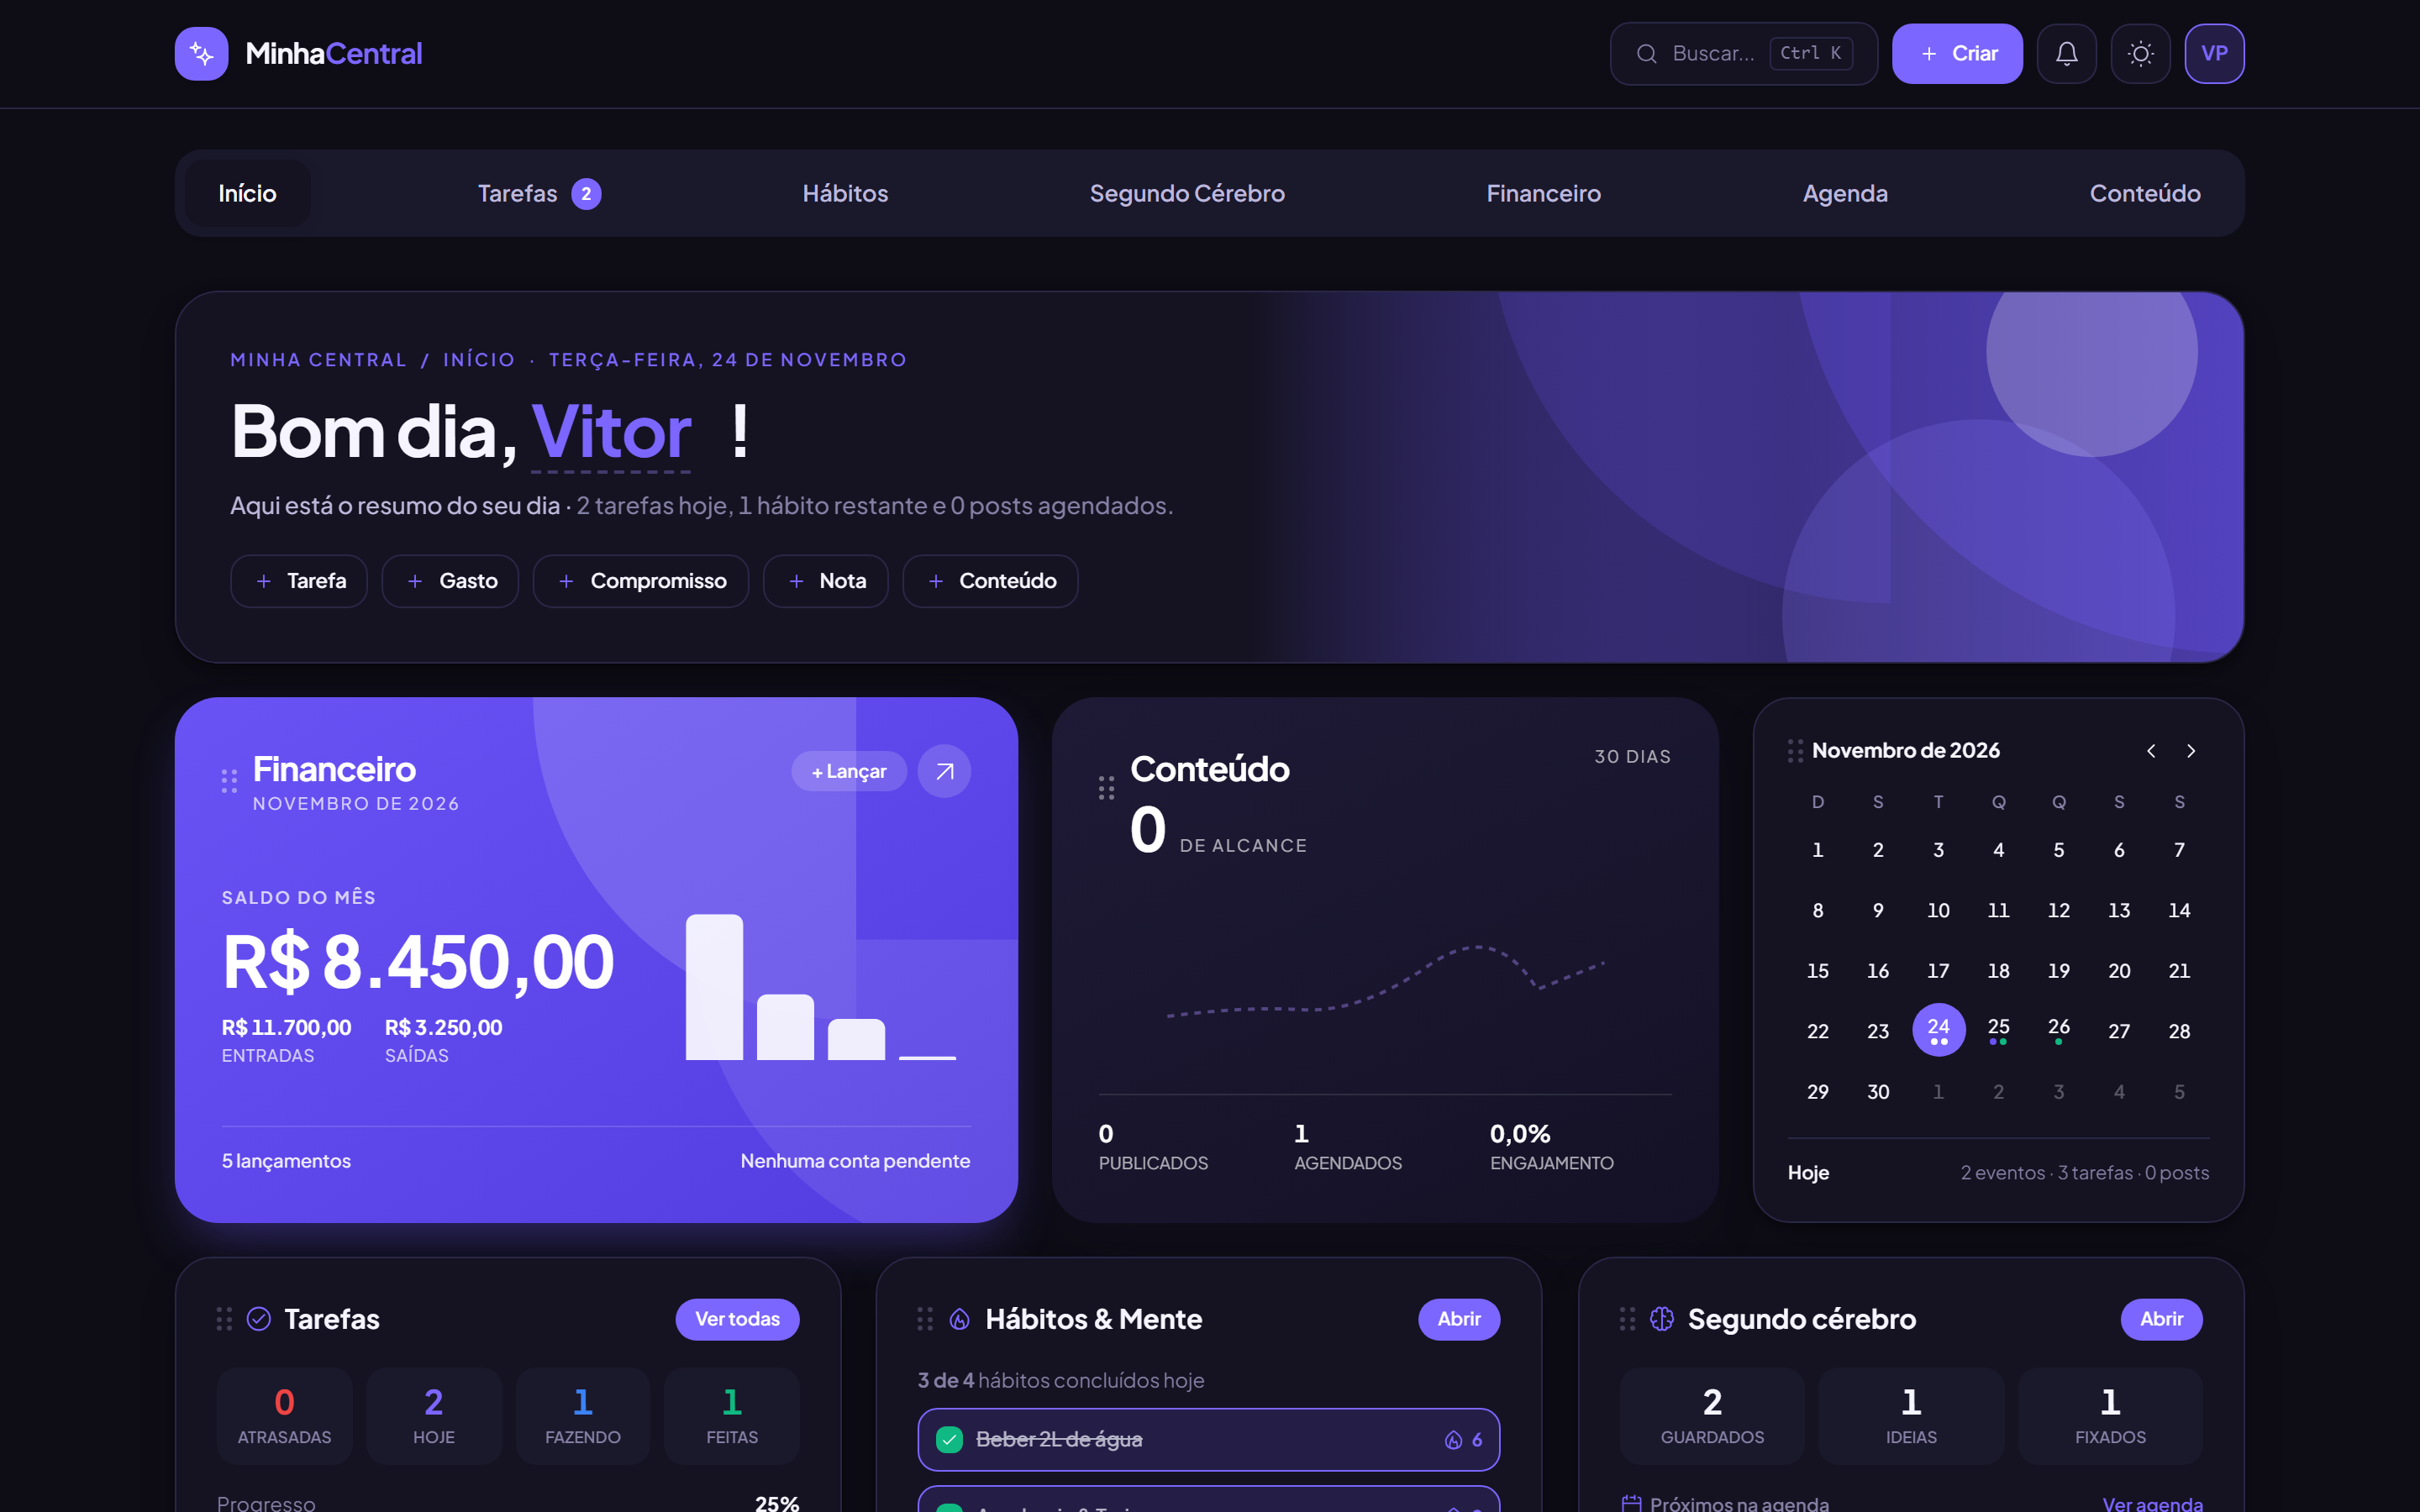 MinhaCentral
Buscar...
Ctrl K
+ Criar
VP
Início
Tarefas 2
Hábitos
Segundo Cérebro
Financeiro
Agenda
Conteúdo
MINHA CENTRAL / INÍCIO · TERÇA-FEIRA, 24 DE NOVEMBRO
Bom dia, Vitor !
Aqui está o resumo do seu dia · 2 tarefas hoje, 1 hábito restante e 0 posts agendados.
+ Tarefa
+ Gasto
+ Compromisso
+ Nota
+ Conteúdo
Financeiro
NOVEMBRO DE 2026
+ Lançar
SALDO DO MÊS
R$ 8.450,00
R$ 11.700,00
ENTRADAS
R$ 3.250,00
SAÍDAS
5 lançamentos
Nenhuma conta pendente
Conteúdo
0 DE ALCANCE
30 DIAS
0
PUBLICADOS
1
AGENDADOS
0,0%
ENGAJAMENTO
Novembro de 2026
D S T Q Q S S
1 2 3 4 5 6 7
8 9 10 11 12 13 14
15 16 17 18 19 20 21
22 23 24 25 26 27 28
29 30 1 2 3 4 5
Hoje
2 eventos · 3 tarefas · 0 posts
Tarefas
Ver todas
0
ATRASADAS
2
HOJE
1
FAZENDO
1
FEITAS
Progresso
25%
Hábitos & Mente
Abrir
3 de 4 hábitos concluídos hoje
Beber 2L de água
6
Segundo cérebro
Abrir
2
GUARDADOS
1
IDEIAS
1
FIXADOS
Próximos na agenda
Ver agenda